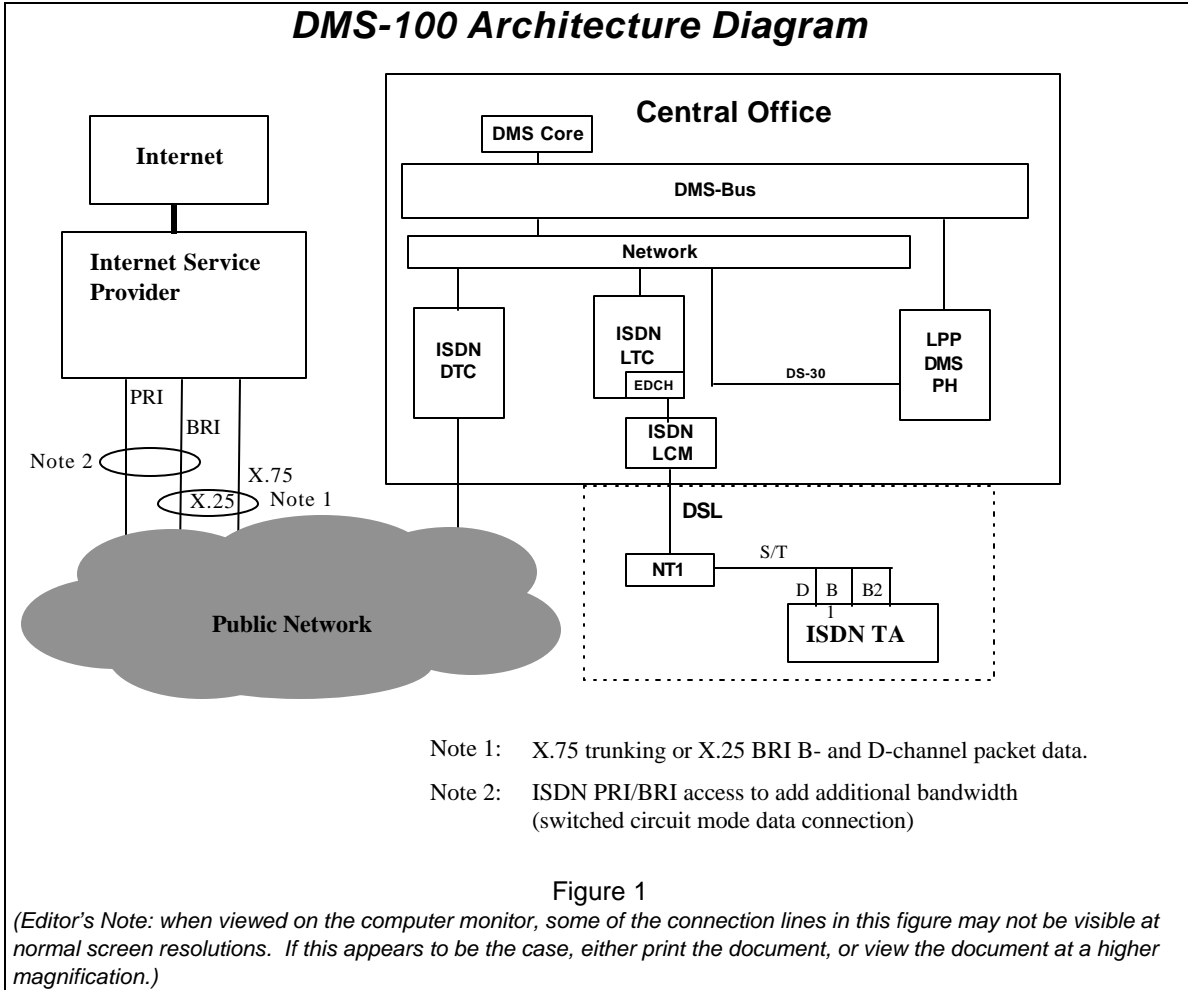 DMS-100 Architecture Diagram
Central Office
DMS Core
Internet
DMS-Bus
Network
Internet Service
Provider
ISDN
DTC
ISDN
LTC
EDCH
DS-30
LPP
DMS
PH
ISDN
LCM
PRI
BRI
Note 2
X.75
X.25
Note 1
DSL
S/T
NT1
D
B
1
B2
ISDN TA
Public Network
Note 1: X.75 trunking or X.25 BRI B- and D-channel packet data.
Note 2: ISDN PRI/BRI access to add additional bandwidth
(switched circuit mode data connection)
Figure 1
(Editor's Note: when viewed on the computer monitor, some of the connection lines in this figure may not be visible at
normal screen resolutions. If this appears to be the case, either print the document, or view the document at a higher
magnification.)